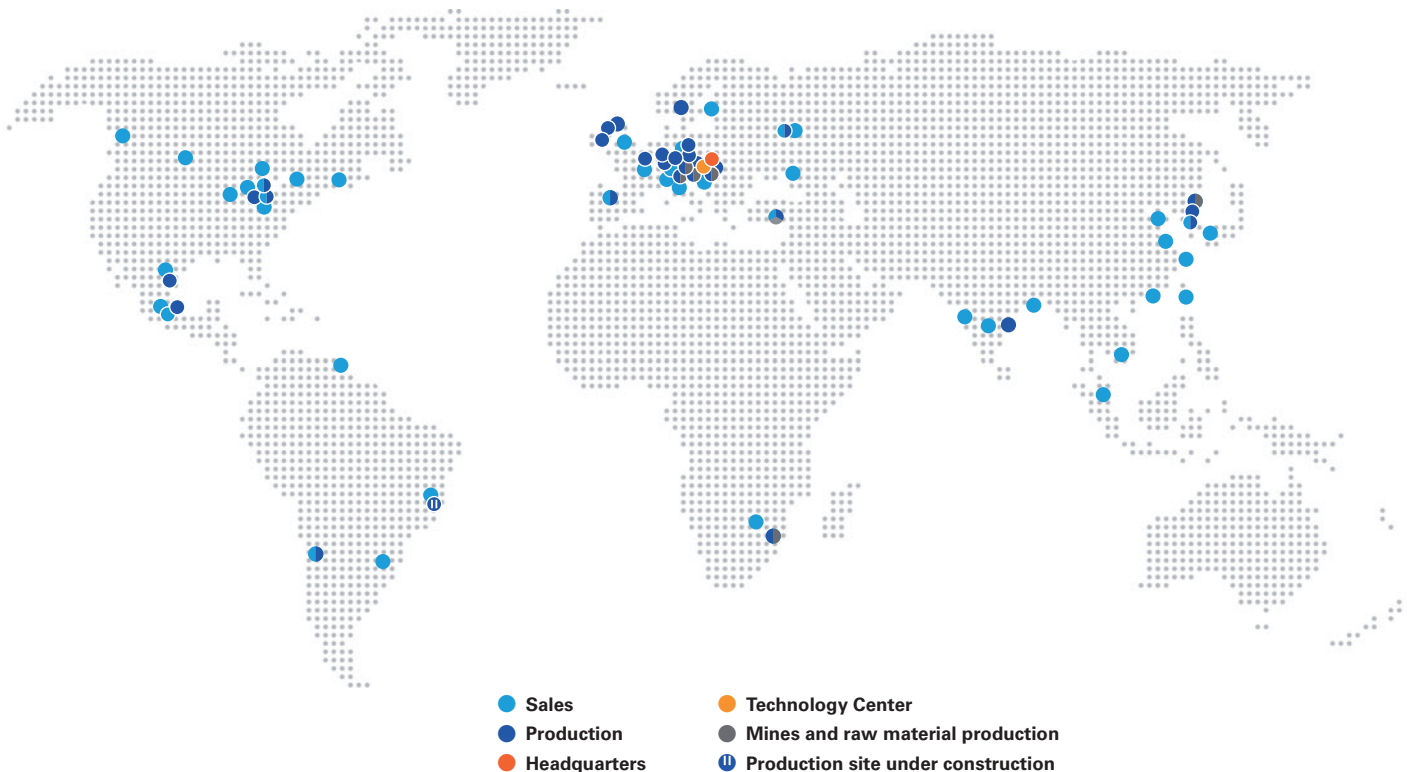 Sales
Production
Headquarters
Technology Center
Mines and raw material production
Production site under construction